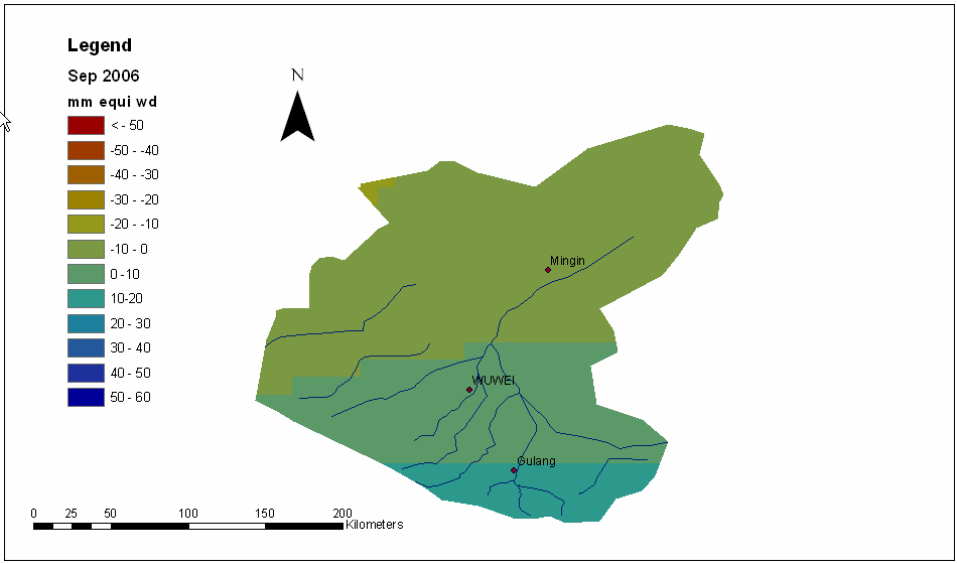 Legend
Sep 2006
mm equi wd
< - 50
-50 - -40
-40 - -30
-30 - -20
-20 - -10
-10 - 0
0 -10
10-20
20 - 30
30 - 40
40 - 50
50 - 60
N
Mingin
WUWEI
Gulang
0 25 50 100 150 200
Kilometers